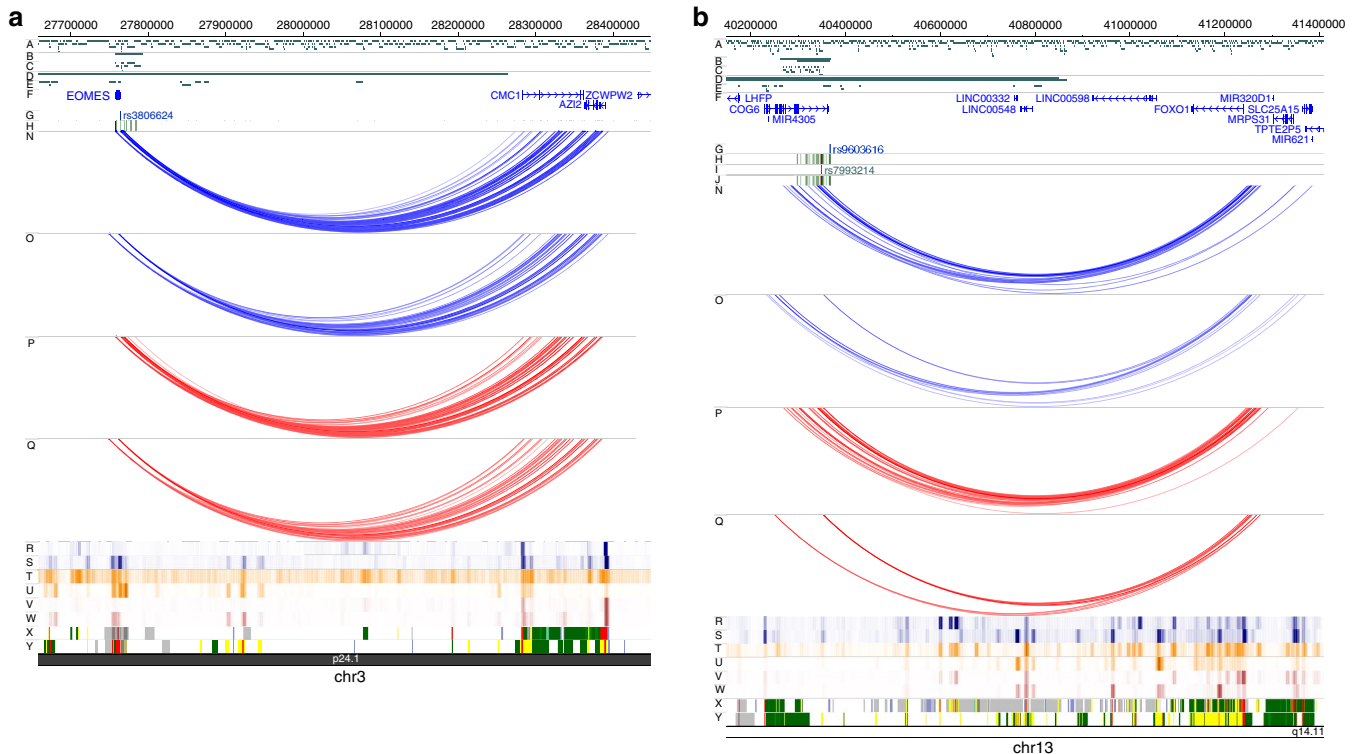 a
27700000 27800000 27900000 28000000 28100000 28200000 28300000 28400000
A
B
C
D
E
F EOMES CMC1 ZCWPW2
AZI2
G rs3806624
H
N
O
P
Q
R
S
T
U
V
W
X
Y
p24.1
chr3
b
40200000 40400000 40600000 40800000 41000000 41200000 41400000
A
B
C
D
E
F LHFP LINC00332 LINC00598 MIR320D1
COG6 MIR4305 LINC00548 FOXO1 SLC25A15
MRPS31
TPTE2P5
MIR621
G rs9603616
H
I rs7993214
J
N
O
P
Q
R
S
T
U
V
W
X
Y
q14.11
chr13